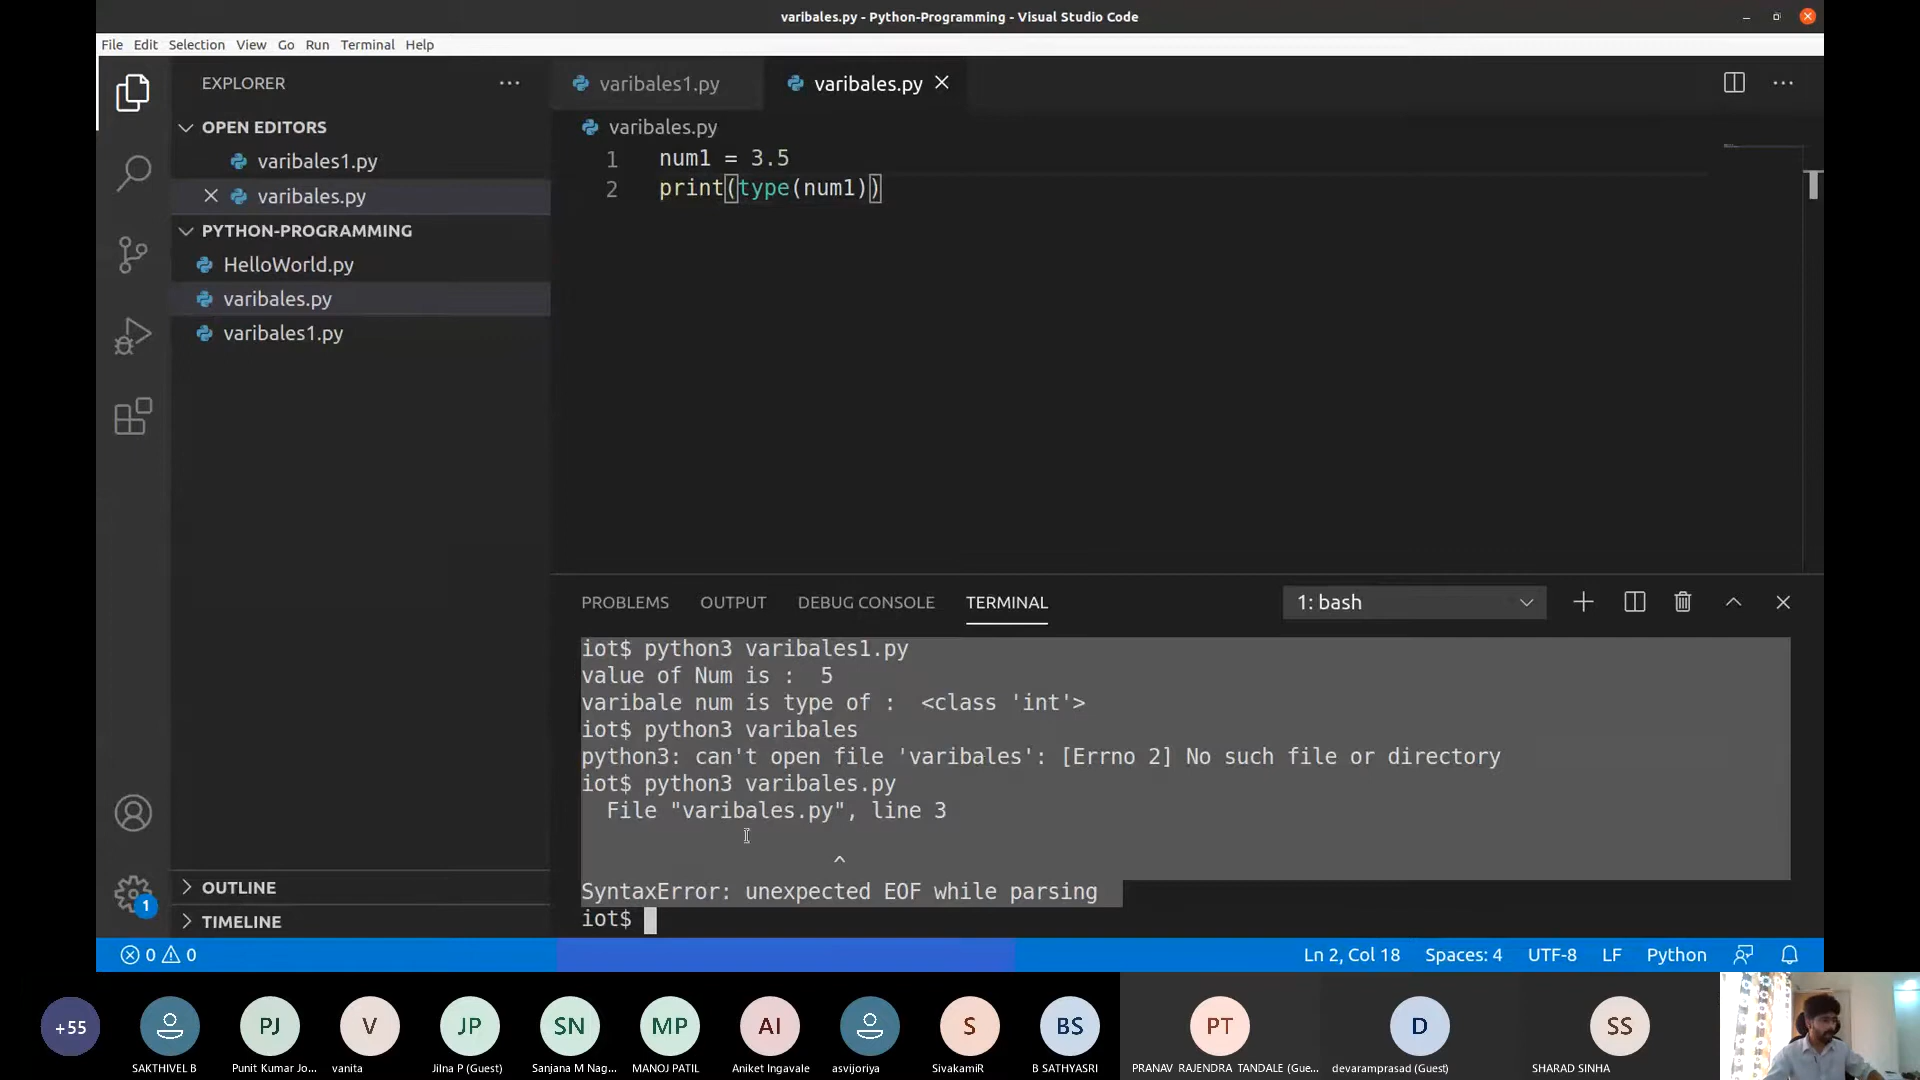 varibales.py - Python-Programming - Visual Studio Code
File Edit Selection View Go Run Terminal Help
EXPLORER
OPEN EDITORS
varibales1.py
varibales.py
PYTHON-PROGRAMMING
HelloWorld.py
varibales.py
varibales1.py
OUTLINE
TIMELINE
varibales1.py varibales.py
varibales.py
1 num1 = 3.5
2 print(type(num1))
PROBLEMS OUTPUT DEBUG CONSOLE TERMINAL 1: bash
iot$ python3 varibales1.py
value of Num is :  5
varibale num is type of :  <class 'int'>
iot$ python3 varibales
python3: can't open file 'varibales': [Errno 2] No such file or directory
iot$ python3 varibales.py
File "varibales.py", line 3
^
SyntaxError: unexpected EOF while parsing
iot$
1
0 0 Ln 2, Col 18 Spaces: 4 UTF-8 LF Python
+55 PJ V JP SN MP AI S BS PT D SS
SAKTHIVEL B Punit Kumar Jo... vanita Jilna P (Guest) Sanjana M Nag... MANOJ PATIL Aniket Ingavale asvijoriya SivakamiR B SATHYASRI PRANAV RAJENDRA TANDALE (Gue... devaramprasad (Guest) SHARAD SINHA